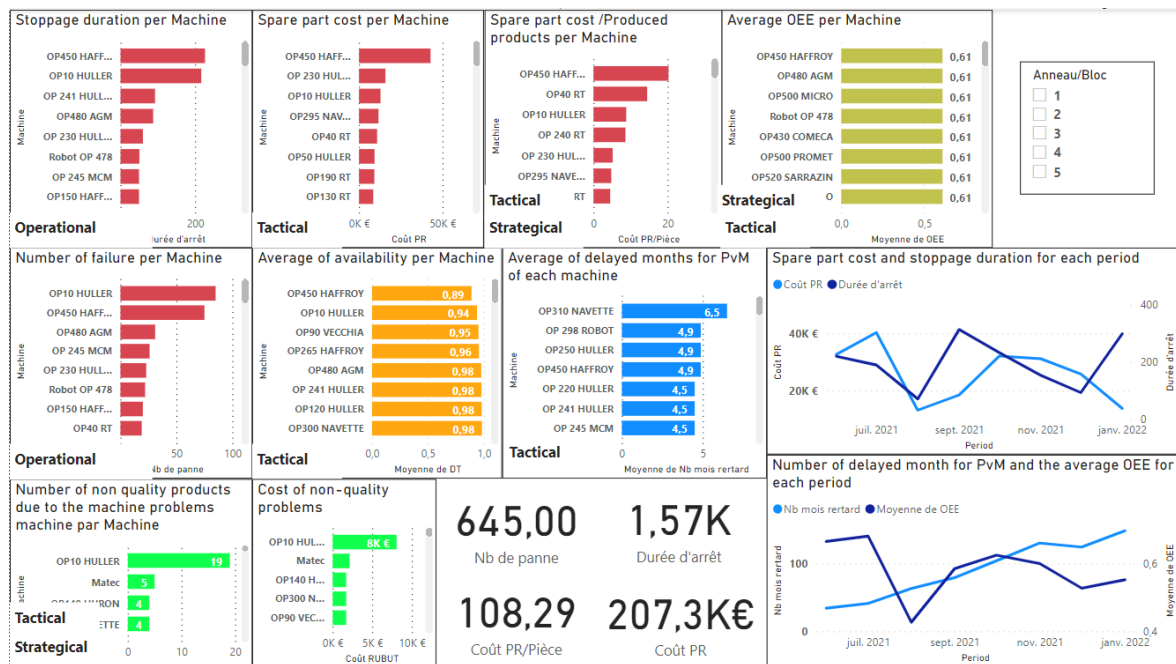 Stoppage duration per Machine
Machine
OP450 HAFF...
OP10 HULLER
OP 241 HULL...
OP480 AGM
OP 230 HULL...
Robot OP 478
OP 245 MCM
OP150 HAFF...
200
Durée d'arrêt
Operational
Spare part cost per Machine
Machine
OP450 HAFF...
OP 230 HUL...
OP10 HULLER
OP295 NAV...
OP40 RT
OP50 HULLER
OP190 RT
OP130 RT
0K € 50K €
Coût PR
Tactical
Spare part cost /Produced
products per Machine
Machine
OP450 HAFF...
OP40 RT
OP10 HULLER
OP 240 RT
OP 230 HUL...
OP295 NAVE...
RT
0 20
Coût PR/Pièce
Tactical
Strategical
Average OEE per Machine
Machine
OP450 HAFFROY 0,61
OP480 AGM 0,61
OP500 MICRO 0,61
Robot OP 478 0,61
OP430 COMECA 0,61
OP500 PROMET 0,61
OP520 SARRAZIN 0,61
O 0,61
0,0 0,5
Moyenne de OEE
Strategical
Tactical
Anneau/Bloc
1
2
3
4
5
Number of failure per Machine
Machine
OP10 HULLER
OP450 HAFF...
OP480 AGM
OP 245 MCM
OP 230 HULL...
Robot OP 478
OP150 HAFF...
OP40 RT
50 100
Nb de panne
Operational
Average of availability per Machine
Machine
OP450 HAFFROY 0,89
OP10 HULLER 0,94
OP90 VECCHIA 0,95
OP265 HAFFROY 0,96
OP480 AGM 0,98
OP 241 HULLER 0,98
OP120 HULLER 0,98
OP300 NAVETTE 0,98
0,0 0,5 1,0
Moyenne de DT
Tactical
Average of delayed months for PvM
of each machine
Machine
OP310 NAVETTE 6,5
OP 298 ROBOT 4,9
OP250 HULLER 4,9
OP450 HAFFROY 4,9
OP 220 HULLER 4,5
OP 241 HULLER 4,5
OP 245 MCM 4,5
0 5
Moyenne de Nb mois rertard
Tactical
Spare part cost and stoppage duration for each period
Coût PR Durée d'arrêt
Coût PR
40K €
20K €
400
200
0
Durée d'arrêt
juil. 2021 sept. 2021 nov. 2021 janv. 2022
Period
Number of non quality products
due to the machine problems
machine par Machine
OP10 HULLER 19
Matec 5
4
ETTE 4
0 10 20
Tactical
Strategical
Cost of non-quality
problems
OP10 HUL... 8K €
Matec
OP140 H...
OP300 N...
OP90 VEC...
0K € 5K € 10K €
Coût RUBUT
645,00
Nb de panne
1,57K
Durée d'arrêt
108,29
Coût PR/Pièce
207,3K€
Coût PR
Number of delayed month for PvM and the average OEE for
each period
Nb mois rertard Moyenne de OEE
Nb mois rertard
100
0
0,6
0,4
Moyenne de OEE
juil. 2021 sept. 2021 nov. 2021 janv. 2022
Period